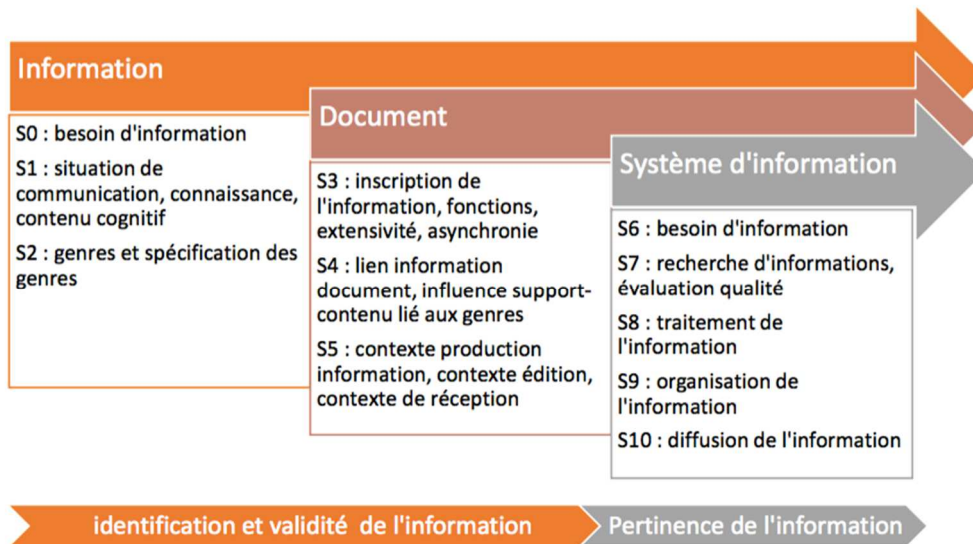 Information
S0 : besoin d'information
S1 : situation de
communication, connaissance,
contenu cognitif
S2 : genres et spécification des
genres
Document
S3 : inscription de
l'information, fonctions,
extensivité, asynchronie
S4 : lien information
document, influence support-
contenu lié aux genres
S5 : contexte production
information, contexte édition,
contexte de réception
Système d'information
S6 : besoin d'information
S7 : recherche d'informations,
évaluation qualité
S8 : traitement de
l'information
S9 : organisation de
l'information
S10 : diffusion de l'information
identification et validité de l'information
Pertinence de l'information